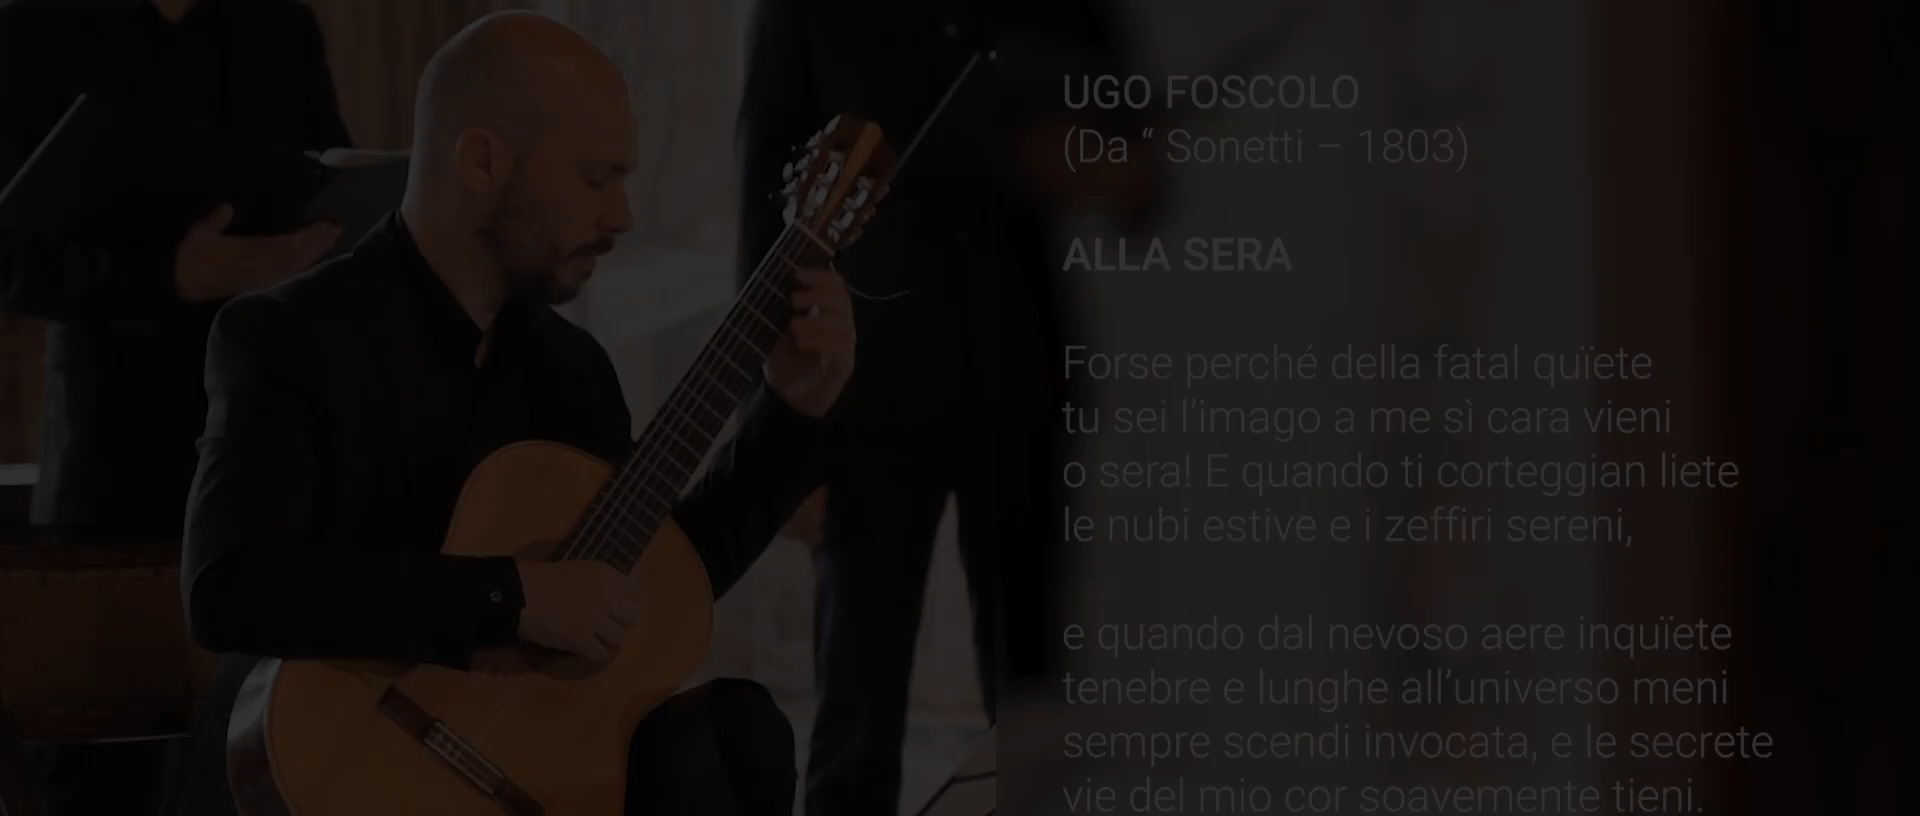 UGO FOSCOLO
(Da “ Sonetti – 1803)
ALLA SERA
Forse perché della fatal quïete
tu sei l’imago a me sì cara vieni
o sera! E quando ti corteggian liete
le nubi estive e i zeffiri sereni,
e quando dal nevoso aere inquïete
tenebre e lunghe all’universo meni
sempre scendi invocata, e le secrete
vie del mio cor soavemente tieni.